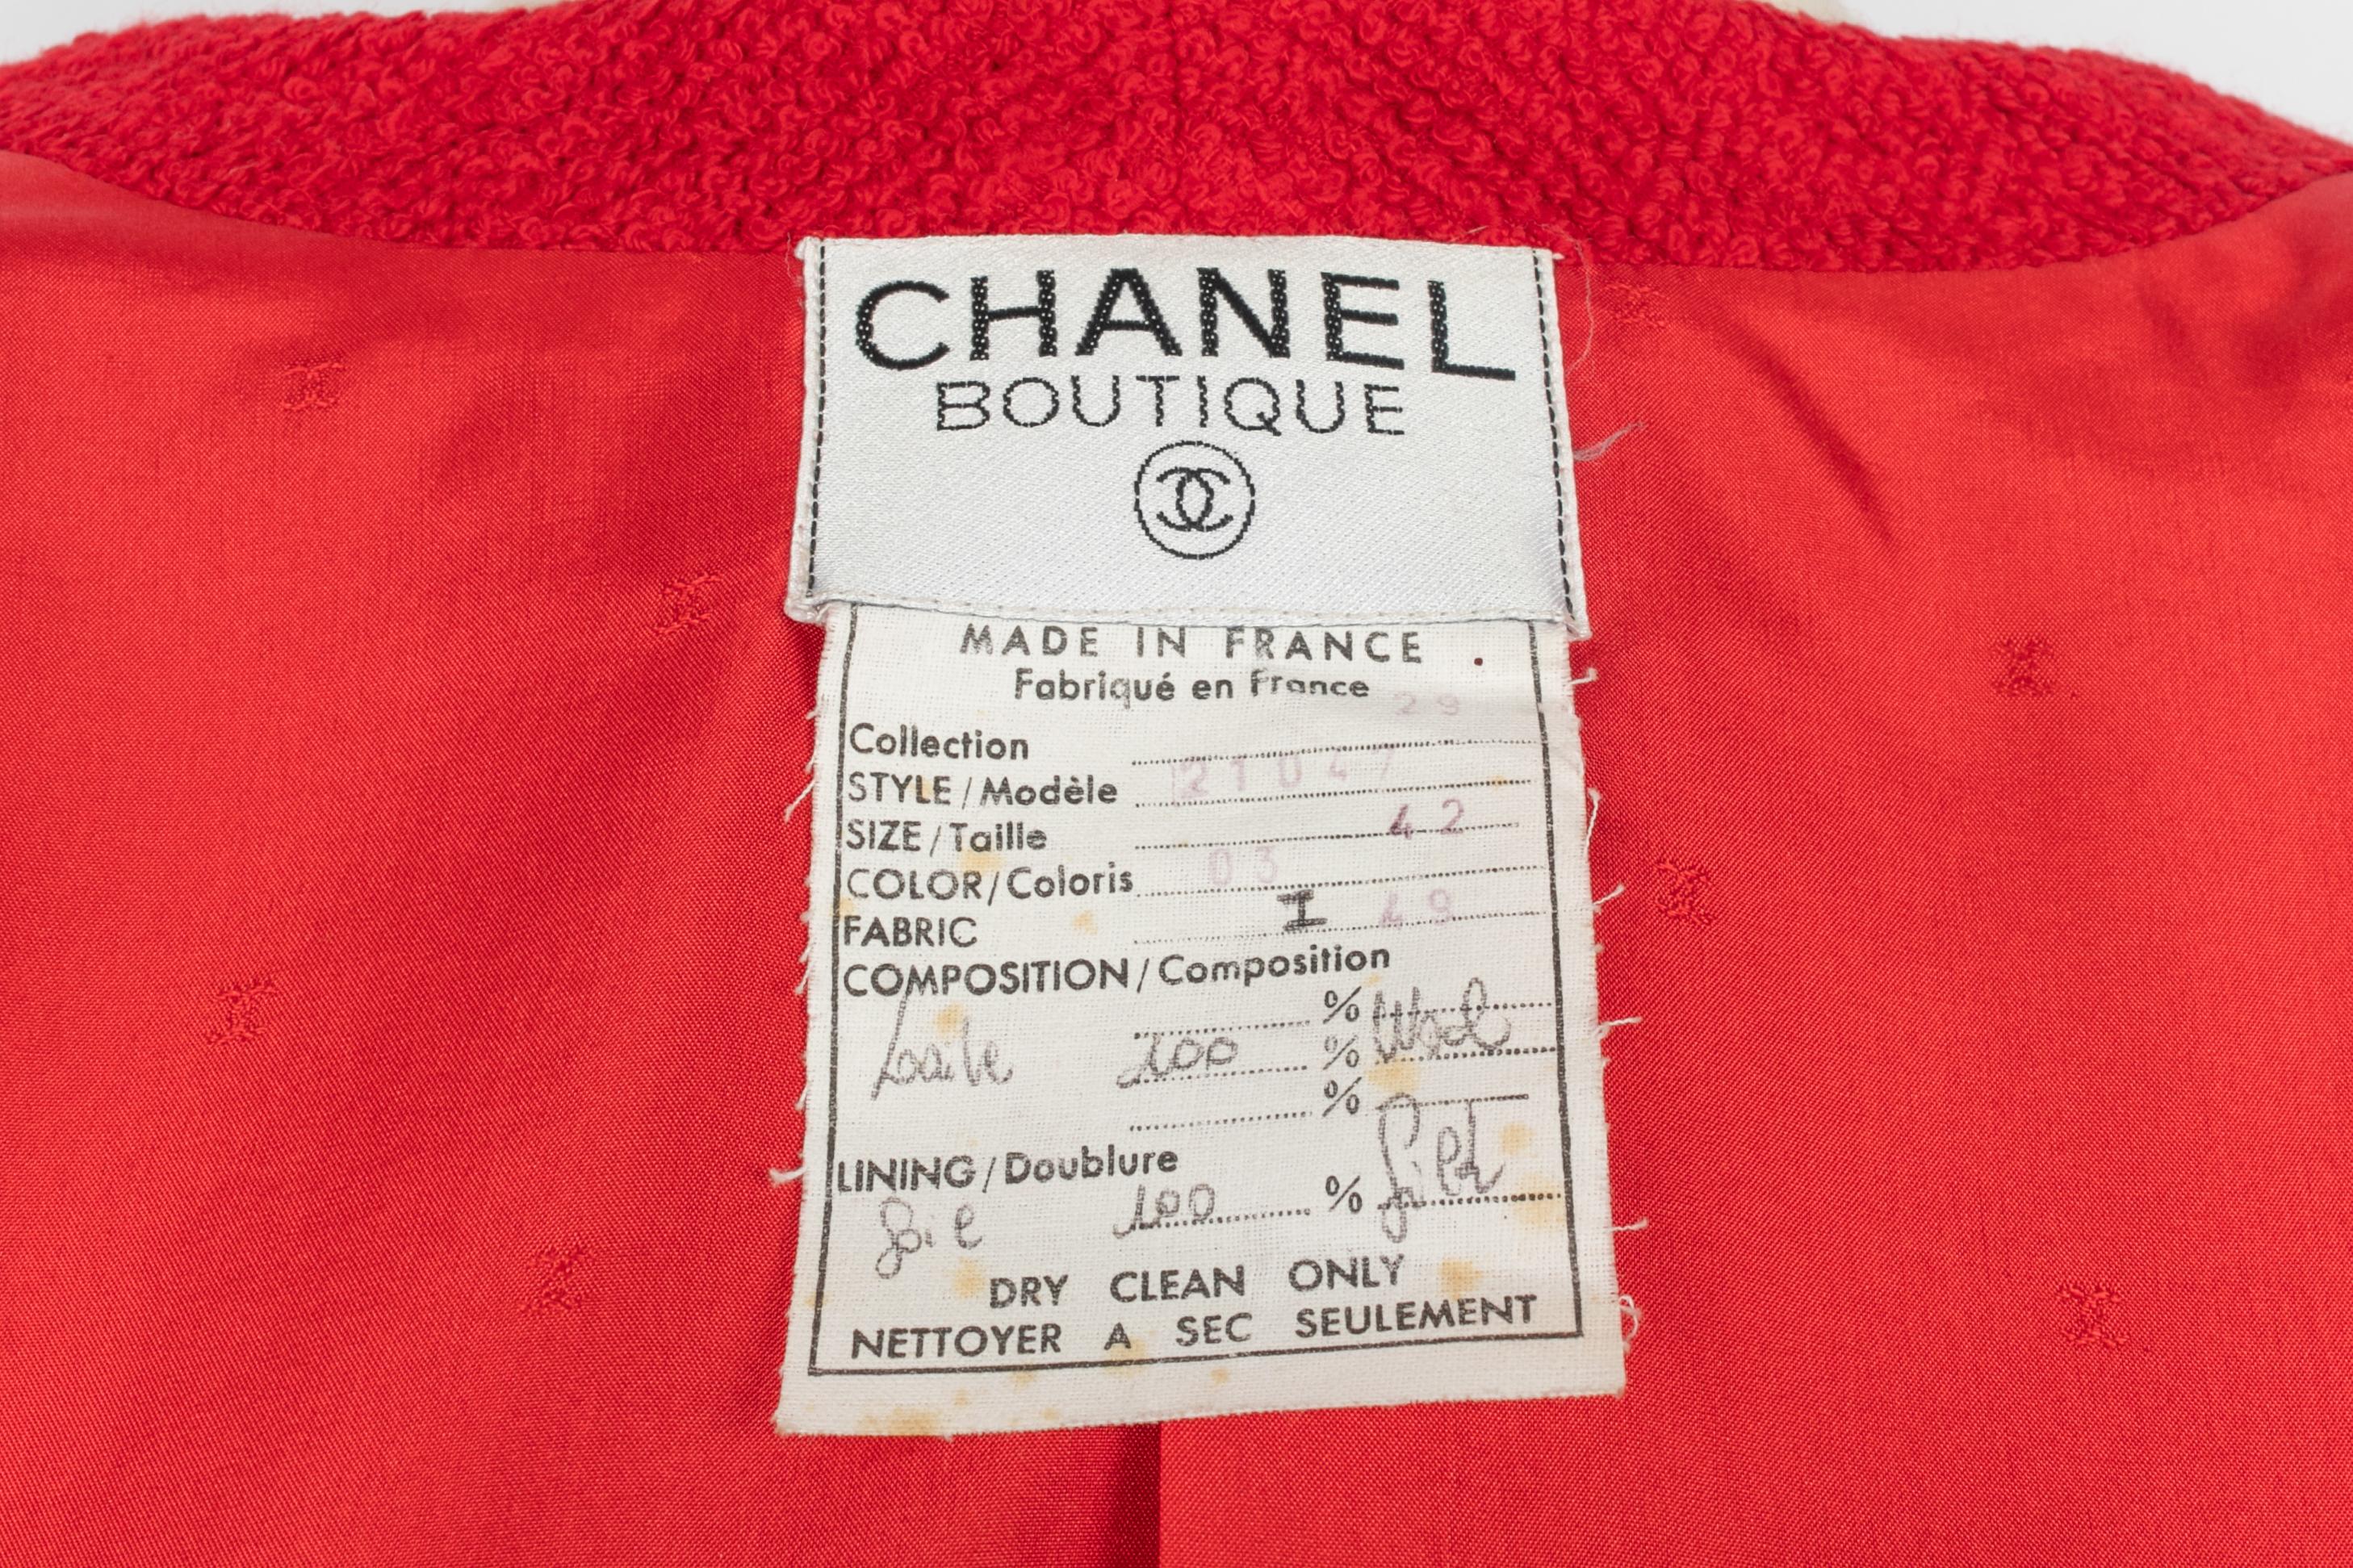 CHANEL
BOUTIQUE
MADE IN FRANCE
Fabriqué en France
Collection 29
STYLE/Modèle 21047
SIZE/Taille 42
COLOR/Coloris 03
FABRIC I 49
COMPOSITION/Composition
%
100 % Wool
%
LINING/Doublure
Soie 100 % Silk
DRY CLEAN ONLY
NETTOYER A SEC SEULEMENT